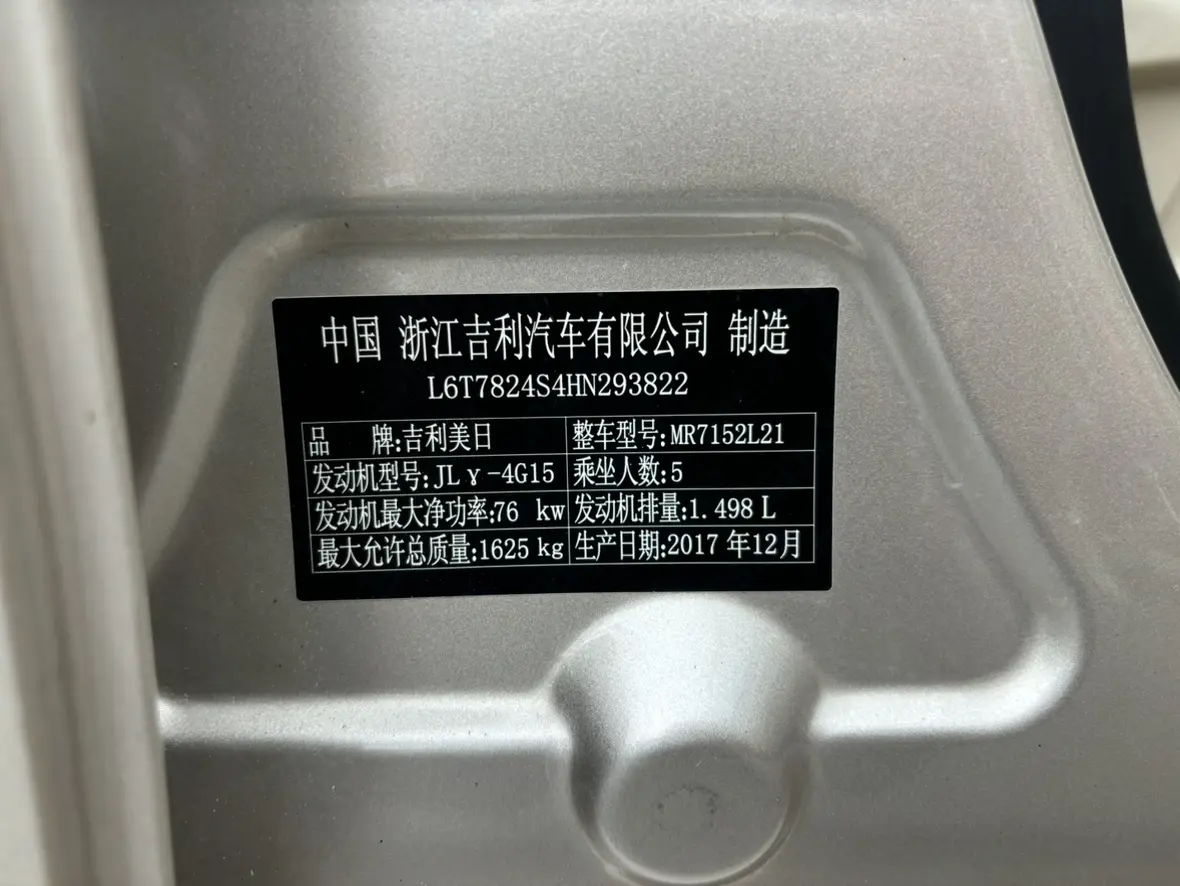 中国 浙江吉利汽车有限公司 制造
L6T7824S4HN293822
品 牌:吉利美日 整车型号:MR7152L21
发动机型号:JLγ-4G15 乘坐人数:5
发动机最大净功率:76 kw 发动机排量:1.498 L
最大允许总质量:1625 kg 生产日期:2017 年12月